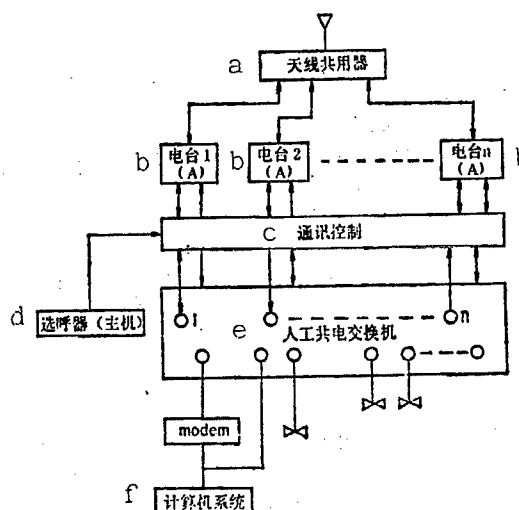 a 天线共用器
b 电台1 b 电台2 电台n b
(A) (A) (A)
c 通讯控制
d 选呼器(主机)
1 e n
人工共电交换机
modem
f 计算机系统